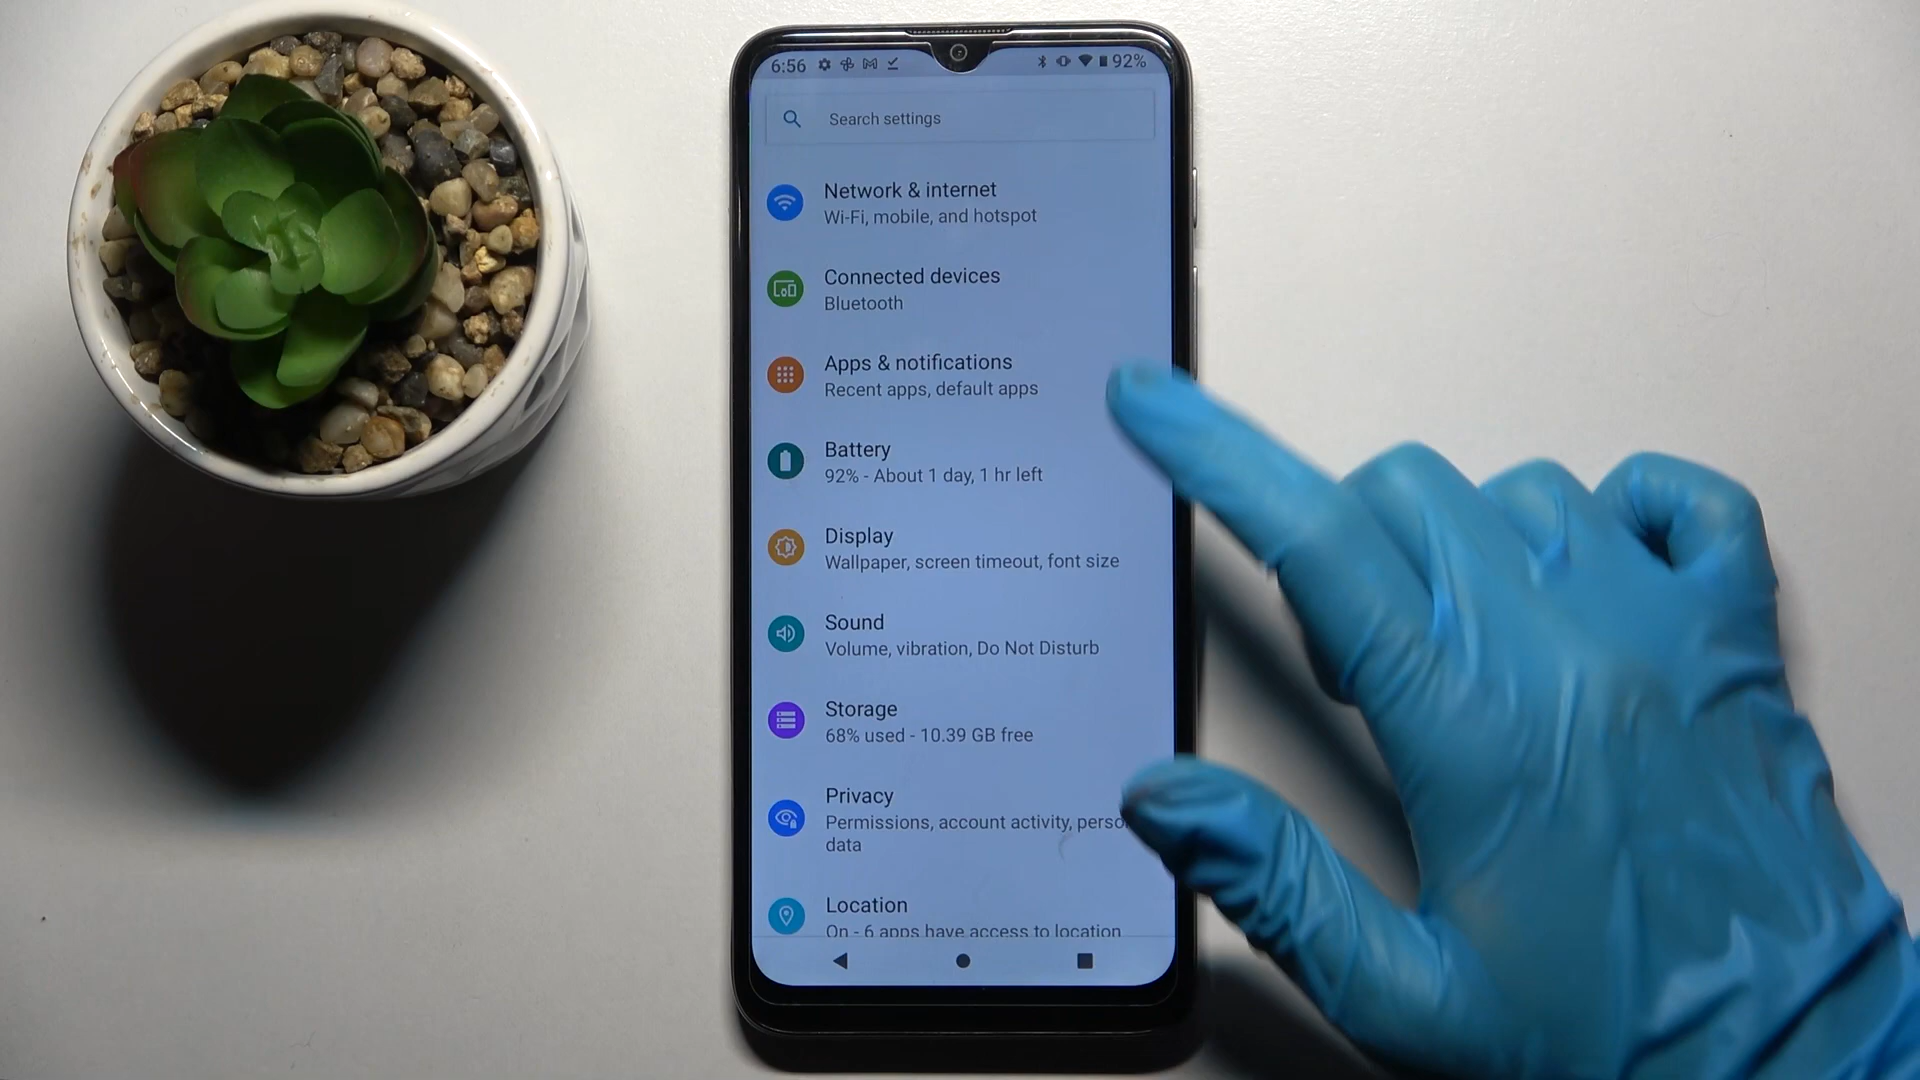 6:56
92%
Search settings
Network & internet
Wi-Fi, mobile, and hotspot
Connected devices
Bluetooth
Apps & notifications
Recent apps, default apps
Battery
92% - About 1 day, 1 hr left
Display
Wallpaper, screen timeout, font size
Sound
Volume, vibration, Do Not Disturb
Storage
68% used - 10.39 GB free
Privacy
Permissions, account activity, perso
data
Location
On - 6 apps have access to location